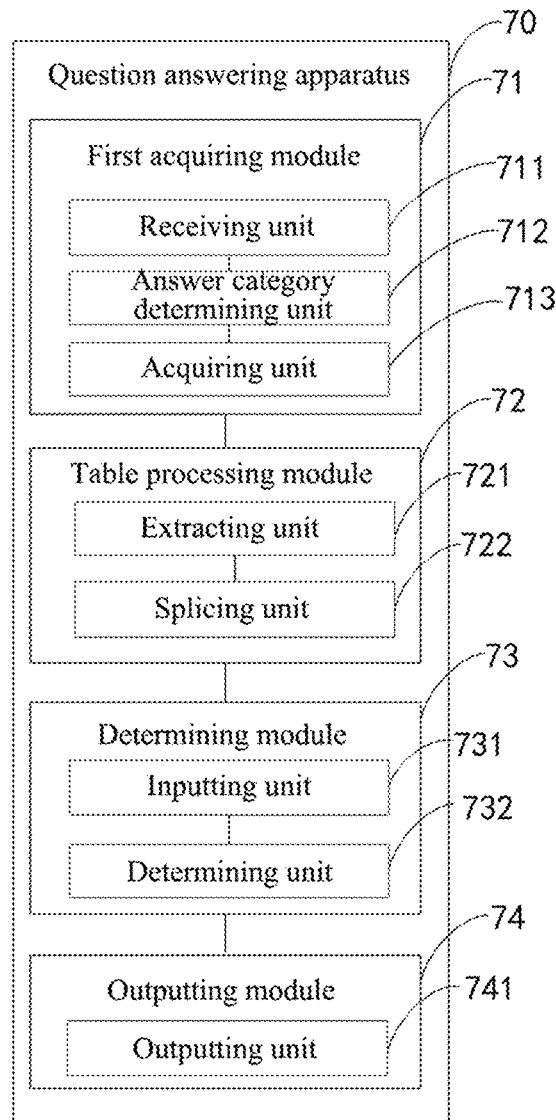 70
Question answering apparatus
71
First acquiring module
711
Receiving unit
712
Answer category
determining unit
713
Acquiring unit
72
Table processing module
721
Extracting unit
722
Splicing unit
73
Determining module
731
Inputting unit
732
Determining unit
74
Outputting module
741
Outputting unit